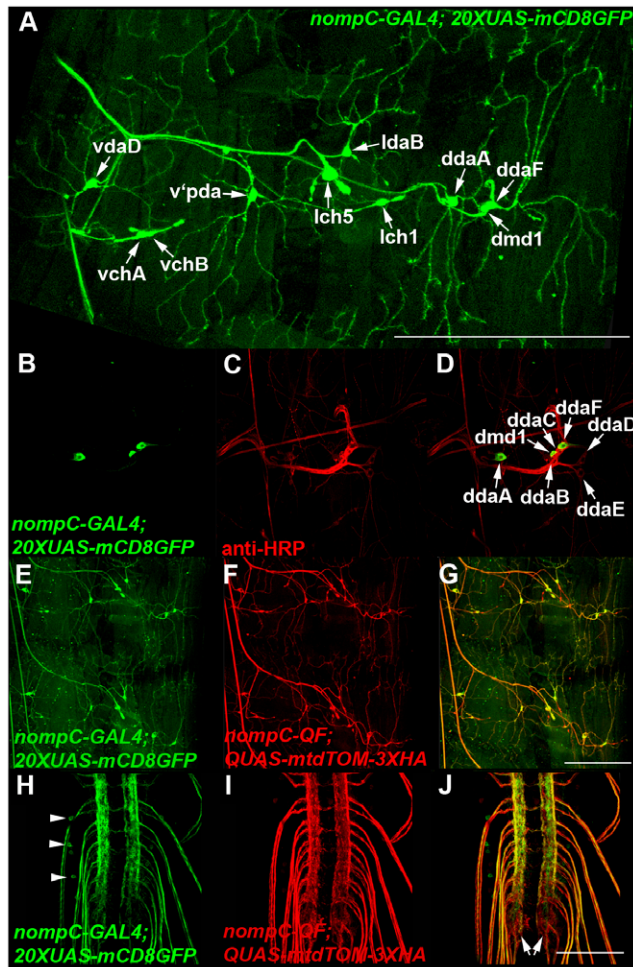 A
nompC-GAL4; 20XUAS-mCD8GFP
vdaD
ldaB
ddaA
ddaF
v'pda
lch5
lch1
dmd1
vchA
vchB
B
C
D
ddaF
ddaC
ddaD
dmd1
ddaA
ddaB
ddaE
nompC-GAL4;
20XUAS-mCD8GFP
anti-HRP
E
F
G
nompC-GAL4;
20XUAS-mCD8GFP
nompC-QF;
QUAS-mtdTOM-3XHA
H
I
J
nompC-GAL4;
20XUAS-mCD8GFP
nompC-QF;
QUAS-mtdTOM-3XHA